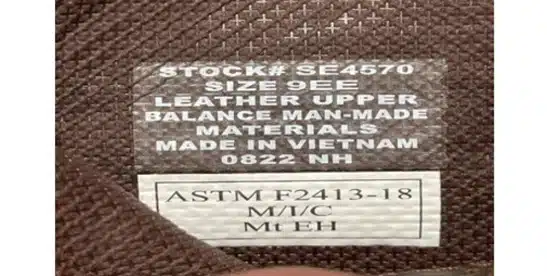 STOCK# SE4570
SIZE 9EE
LEATHER UPPER
BALANCE MAN-MADE
MATERIALS
MADE IN VIETNAM
0822 NH
ASTM F2413-18
M/I/C
Mt EH